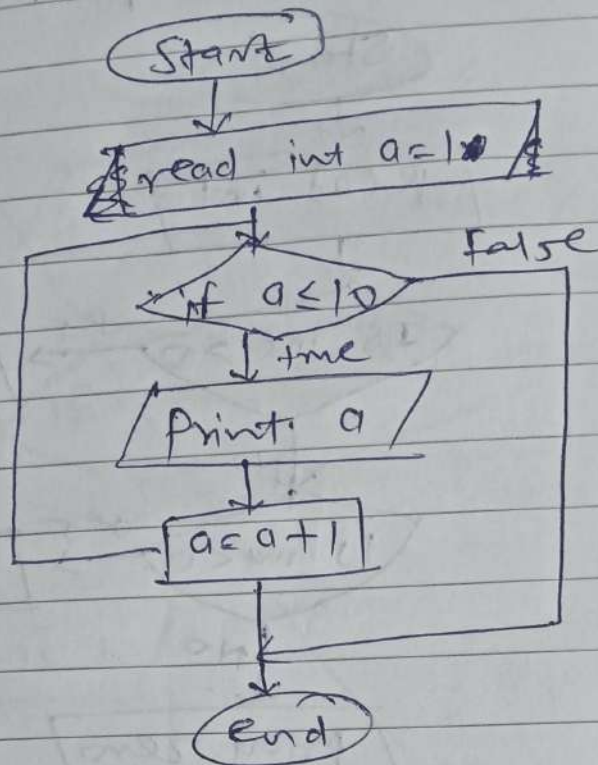 Start
read int a=1
if a≤10
False
true
Print a
a=a+1
end